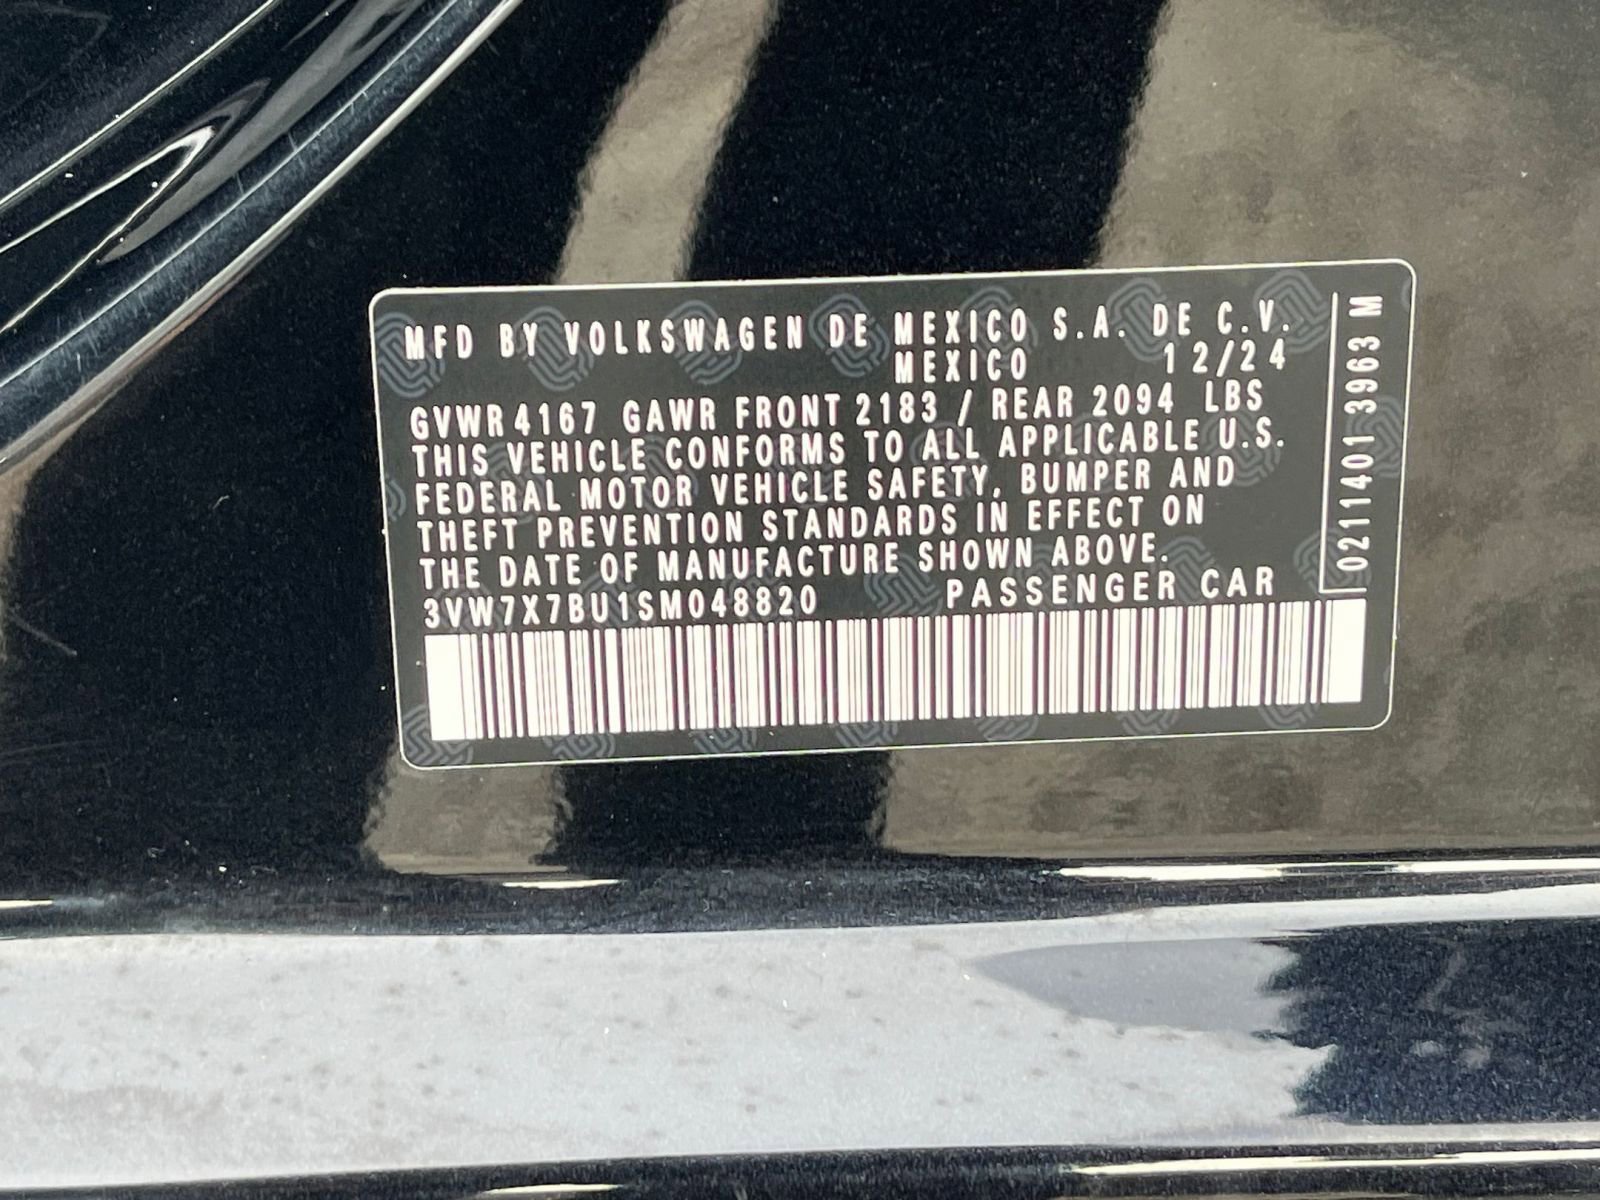 MFD BY VOLKSWAGEN DE MEXICO S.A. DE C.V.
MEXICO 12/24
GVWR 4167 GAWR FRONT 2183 / REAR 2094 LBS
THIS VEHICLE CONFORMS TO ALL APPLICABLE U.S.
FEDERAL MOTOR VEHICLE SAFETY, BUMPER AND
THEFT PREVENTION STANDARDS IN EFFECT ON
THE DATE OF MANUFACTURE SHOWN ABOVE.
3VW7X7BU1SM048820 PASSENGER CAR
02114013963 M